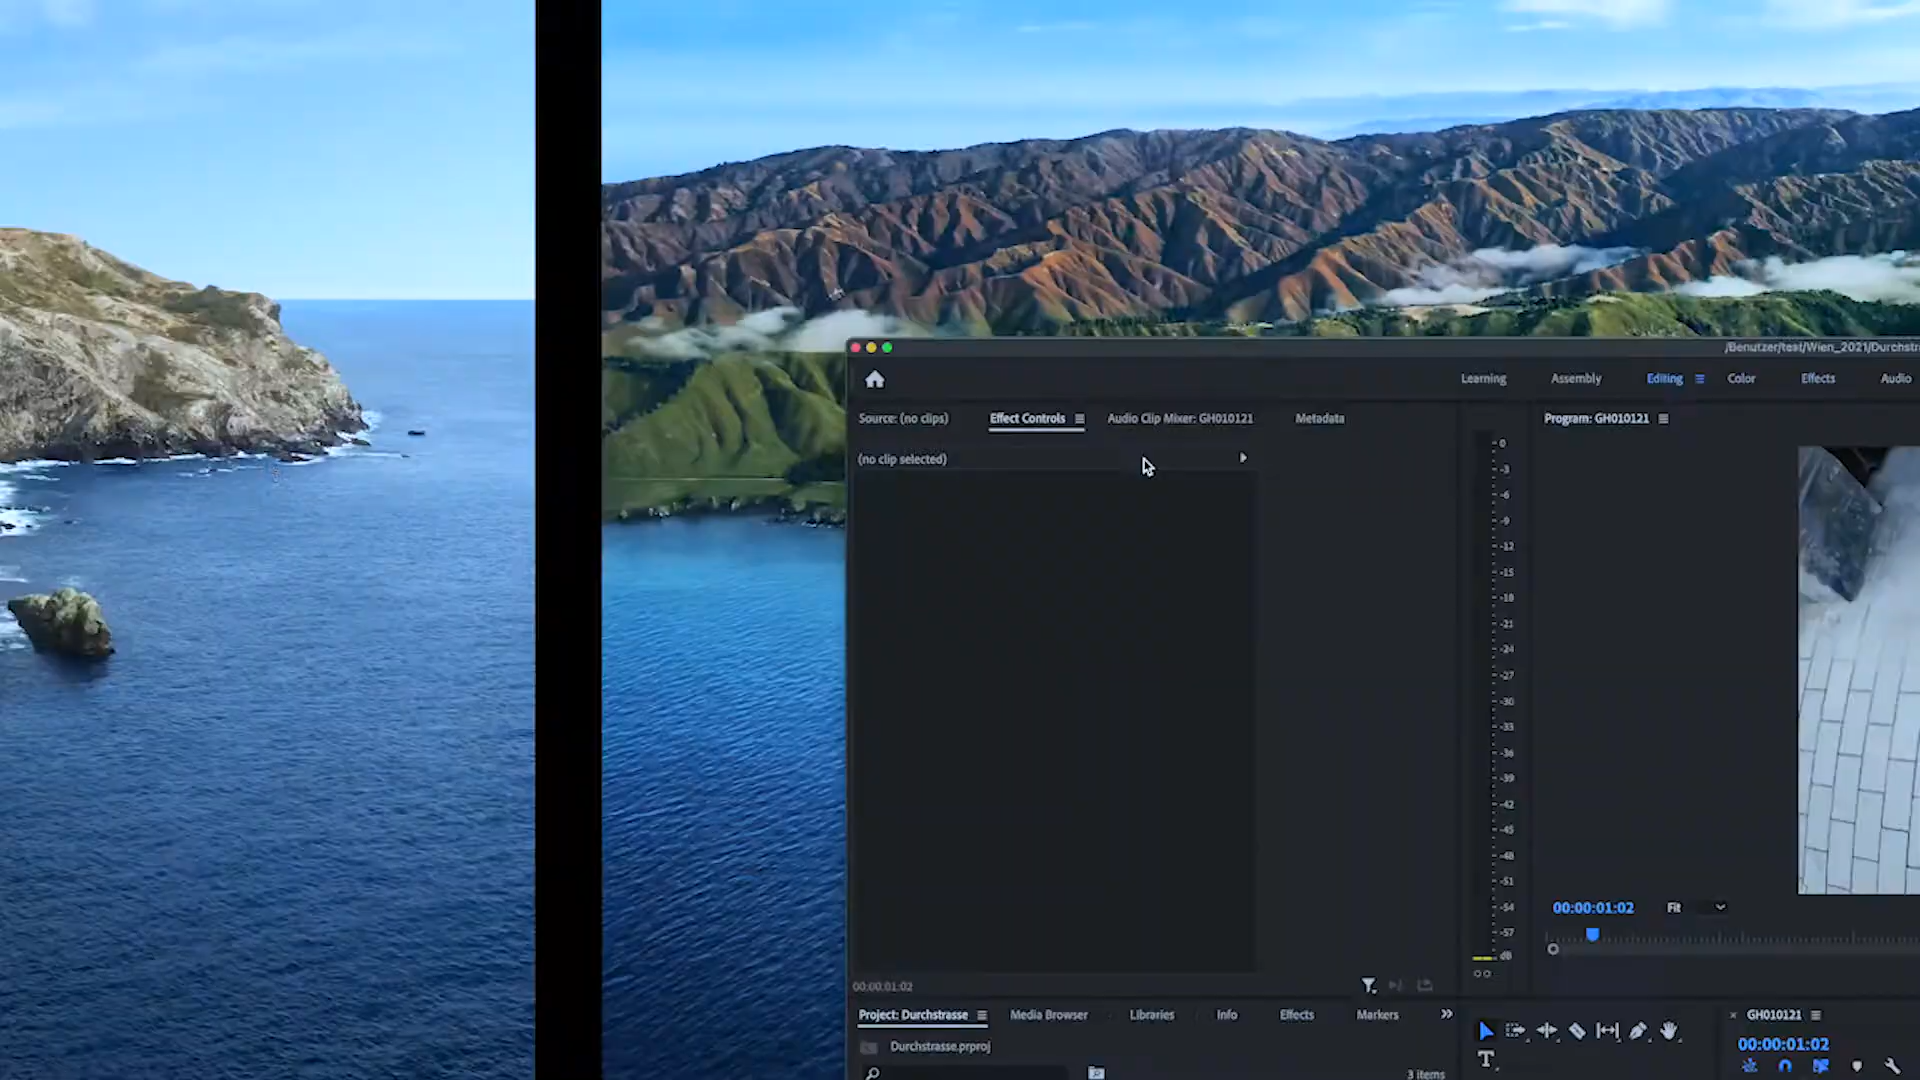 /Benutzer/test/Wien_2021/Durchstra
Learning Assembly Editing Color Effects Audio
Source: (no clips) Effect Controls Audio Clip Mixer: GH010121 Metadata
Program: GH010121
(no clip selected)
0
-3
-6
-9
-12
-15
-18
-21
-24
-27
-30
-33
-36
-39
-42
-45
-48
-51
-54
-57
dB
00:00:01:02 Fit
00:00:01:02
Project: Durchstrasse Media Browser Libraries Info Effects Markers
Durchstrasse.prproj
3 items
× GH010121
00:00:01:02